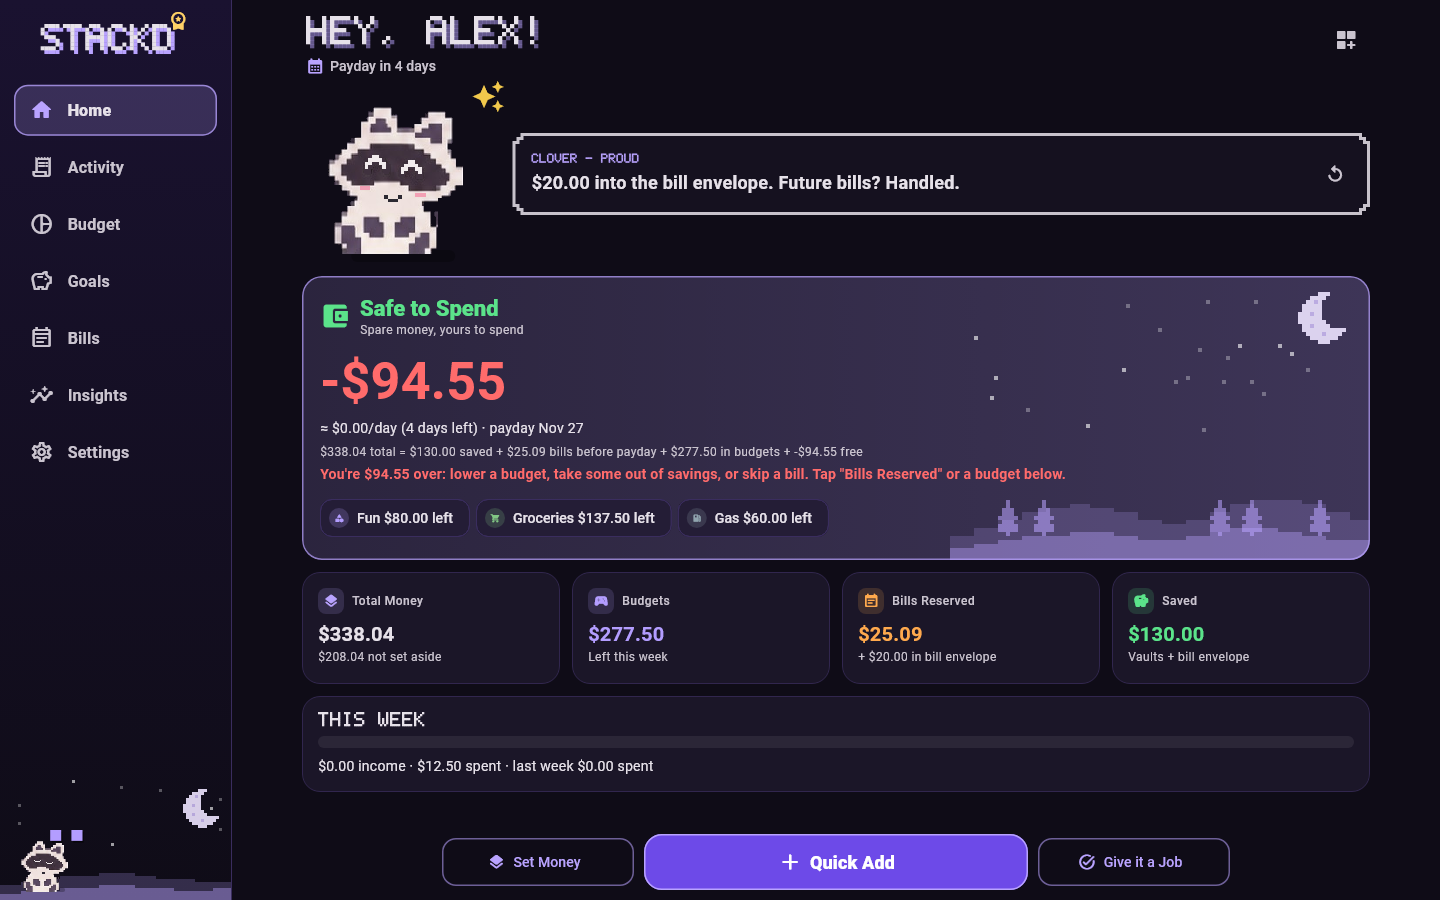 STACKD
Home
Activity
Budget
Goals
Bills
Insights
Settings
HEY, ALEX!
Payday in 4 days
CLOVER – PROUD
$20.00 into the bill envelope. Future bills? Handled.
Safe to Spend
Spare money, yours to spend
-$94.55
≈ $0.00/day (4 days left) · payday Nov 27
$338.04 total = $130.00 saved + $25.09 bills before payday + $277.50 in budgets + -$94.55 free
You're $94.55 over: lower a budget, take some out of savings, or skip a bill. Tap "Bills Reserved" or a budget below.
Fun $80.00 left
Groceries $137.50 left
Gas $60.00 left
Total Money
$338.04
$208.04 not set aside
Budgets
$277.50
Left this week
Bills Reserved
$25.09
+ $20.00 in bill envelope
Saved
$130.00
Vaults + bill envelope
THIS WEEK
$0.00 income · $12.50 spent · last week $0.00 spent
Set Money
Quick Add
Give it a Job